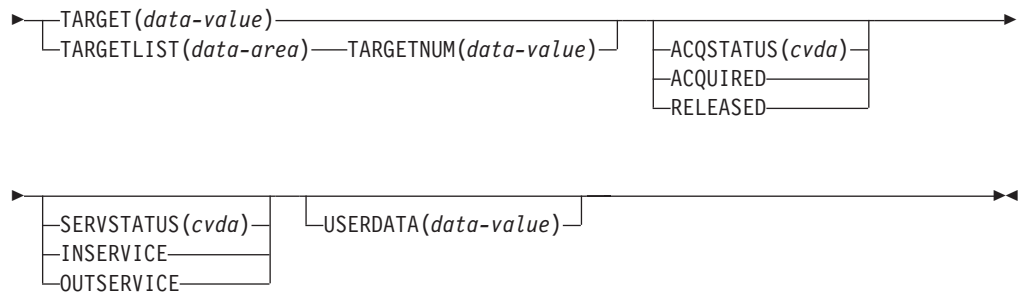 TARGET(data-value)
TARGETLIST(data-area) TARGETNUM(data-value)
ACQSTATUS(cvda)
ACQUIRED
RELEASED
SERVSTATUS(cvda)
INSERVICE
OUTSERVICE
USERDATA(data-value)